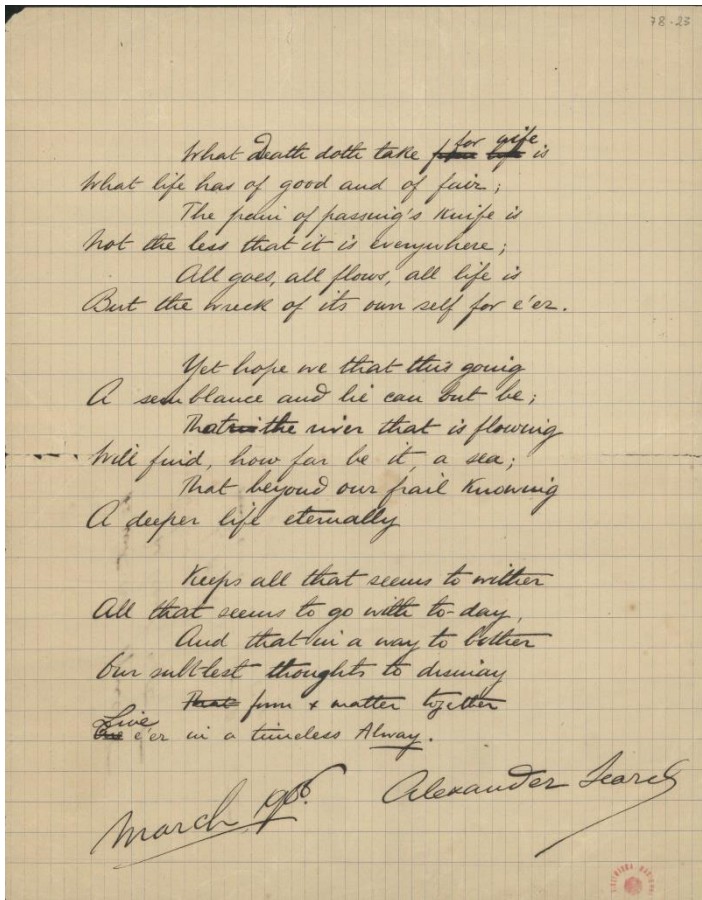 78-23
What Death doth take for wife is
What life has of good and of fair;
The pain of passing's knife is
Not the less that it is everywhere;
All goes, all flows, all life is
But the wreck of its own self for e'er.
Yet hope we that this going
A semblance and lie can but be;
That the river that is flowing
Will find, how far be it, a sea;
That beyond our frail knowing
A deeper life eternally
Keeps all that seems to wither
All that seems to go with to-day,
And that in a way to bother
Our subtlest thoughts to dismay
That form & matter together
Live e'er in a timeless Alway.
March 1906. Alexander Search